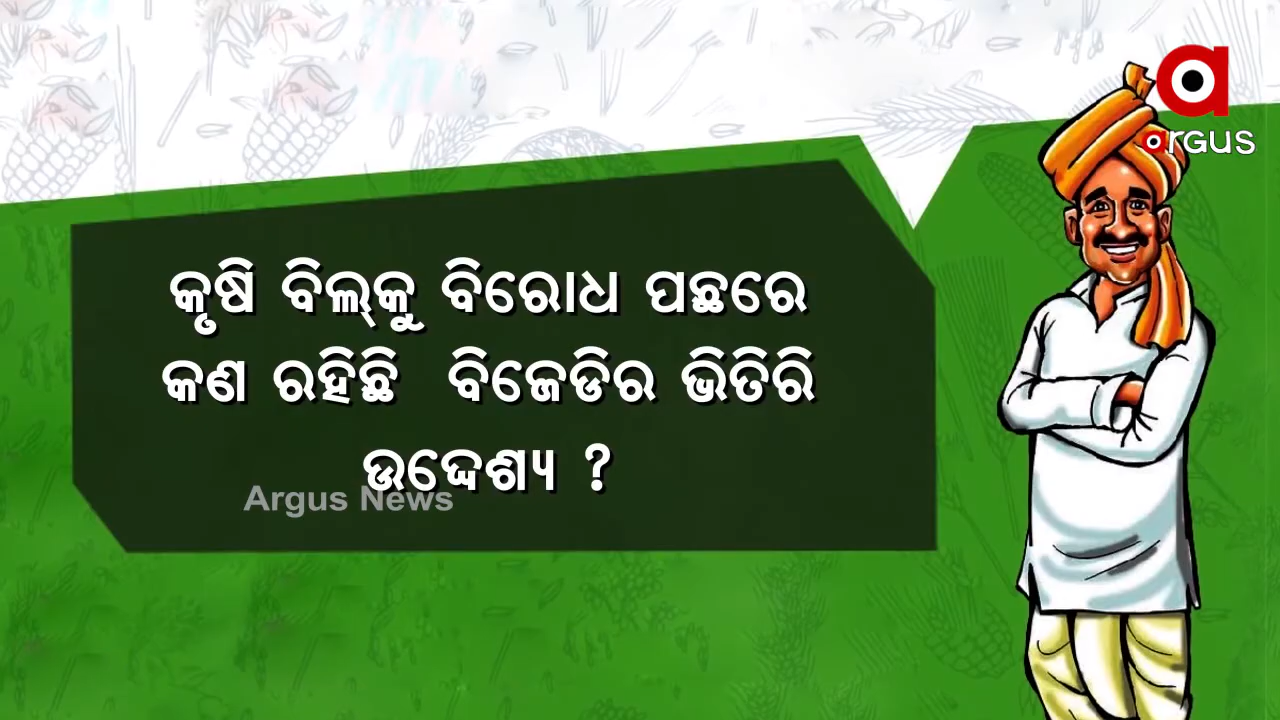 argus
କୃଷି ବିଲ୍‌କୁ ବିରୋଧ ପଛରେ
କଣ ରହିଛି ବିଜେଡିର ଭିତିରି
ଉଦ୍ଦେଶ୍ୟ ?
Argus News